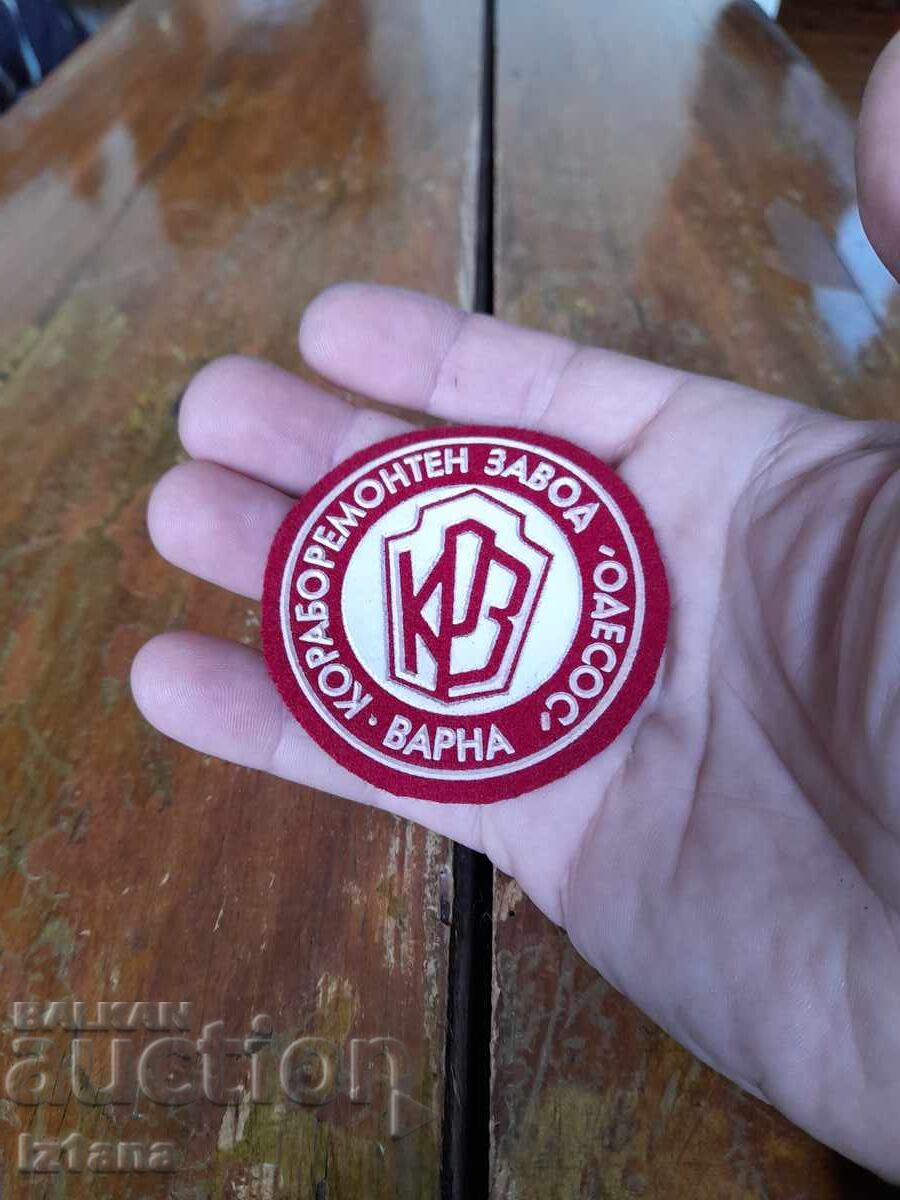 КОРАБОРЕМОНТЕН ЗАВОД "ОДЕСОС"
• ВАРНА •
КРЗ
BALKAN
auction
Iztana